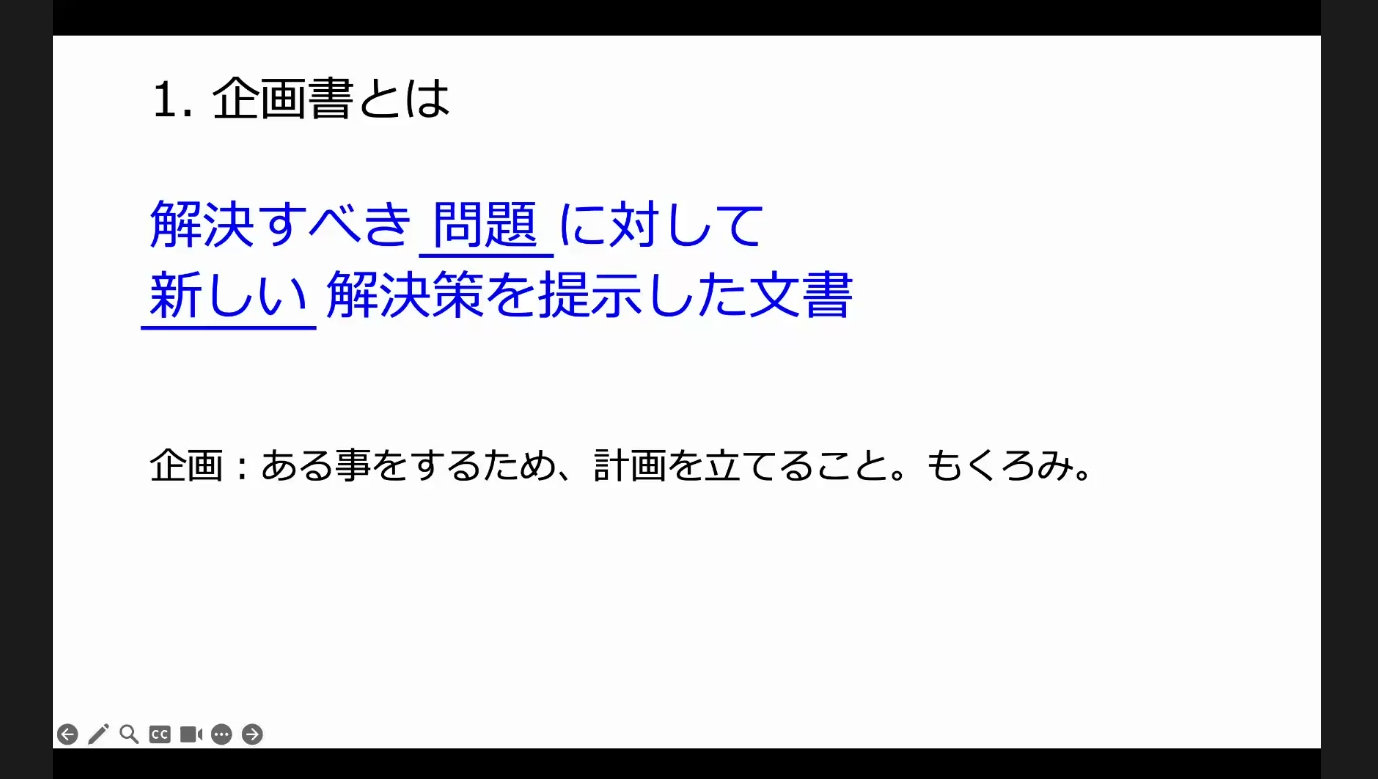 1. 企画書とは
解決すべき 問題 に対して
新しい 解決策を提示した文書
企画：ある事をするため、計画を立てること。もくろみ。
CC